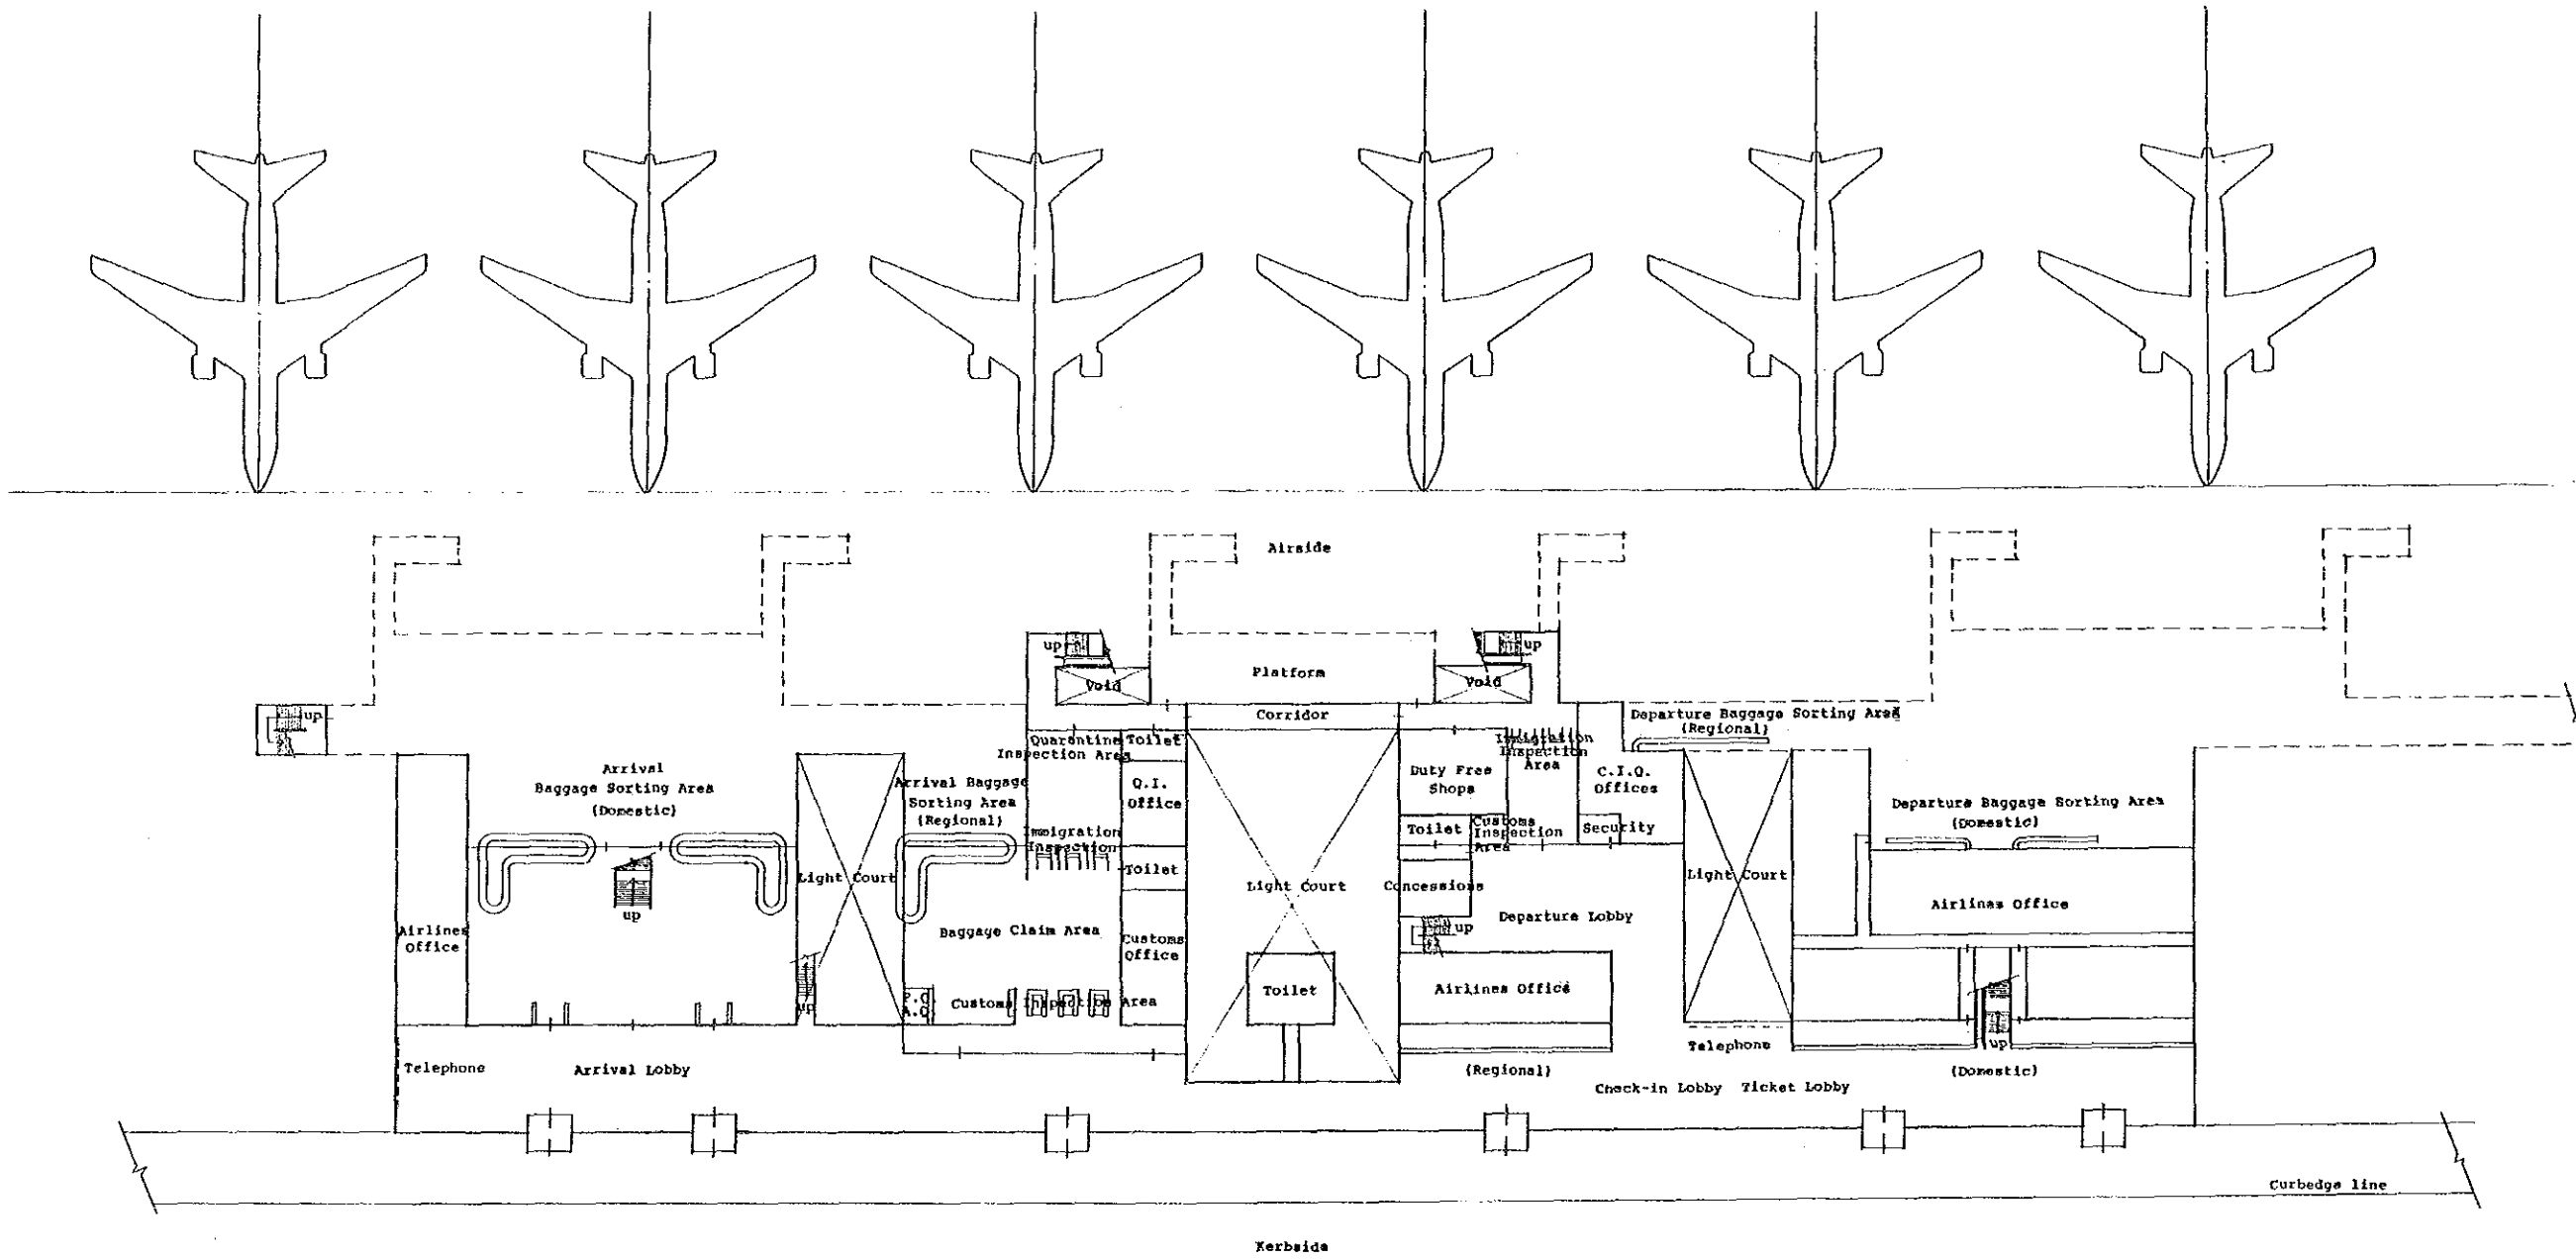 Airside
up
up
Void
Platform
Void
up
Corridor
Departure Baggage Sorting Area
(Regional)
Quarantine
Inspection Area
Toilet
Immigration
Inspection
Area
Arrival
Baggage Sorting Area
(Domestic)
Arrival Baggage
Sorting Area
(Regional)
Q.I.
Office
Duty Free
Shops
C.I.Q.
Offices
Departure Baggage Sorting Area
(Domestic)
Immigration
Inspection
Toilet
Customs
Inspection
Area
Security
Toilet
Light Court
Light Court
Concessions
Light Court
up
Airlines
Office
Baggage Claim Area
Customs
Office
Departure Lobby
up
Airlines Office
Toilet
Airlines Office
up
Customs Inspection Area
Telephone
Arrival Lobby
(Regional)
Telephone
up
(Domestic)
Check-in Lobby Ticket Lobby
Curbedge line
Kerbside